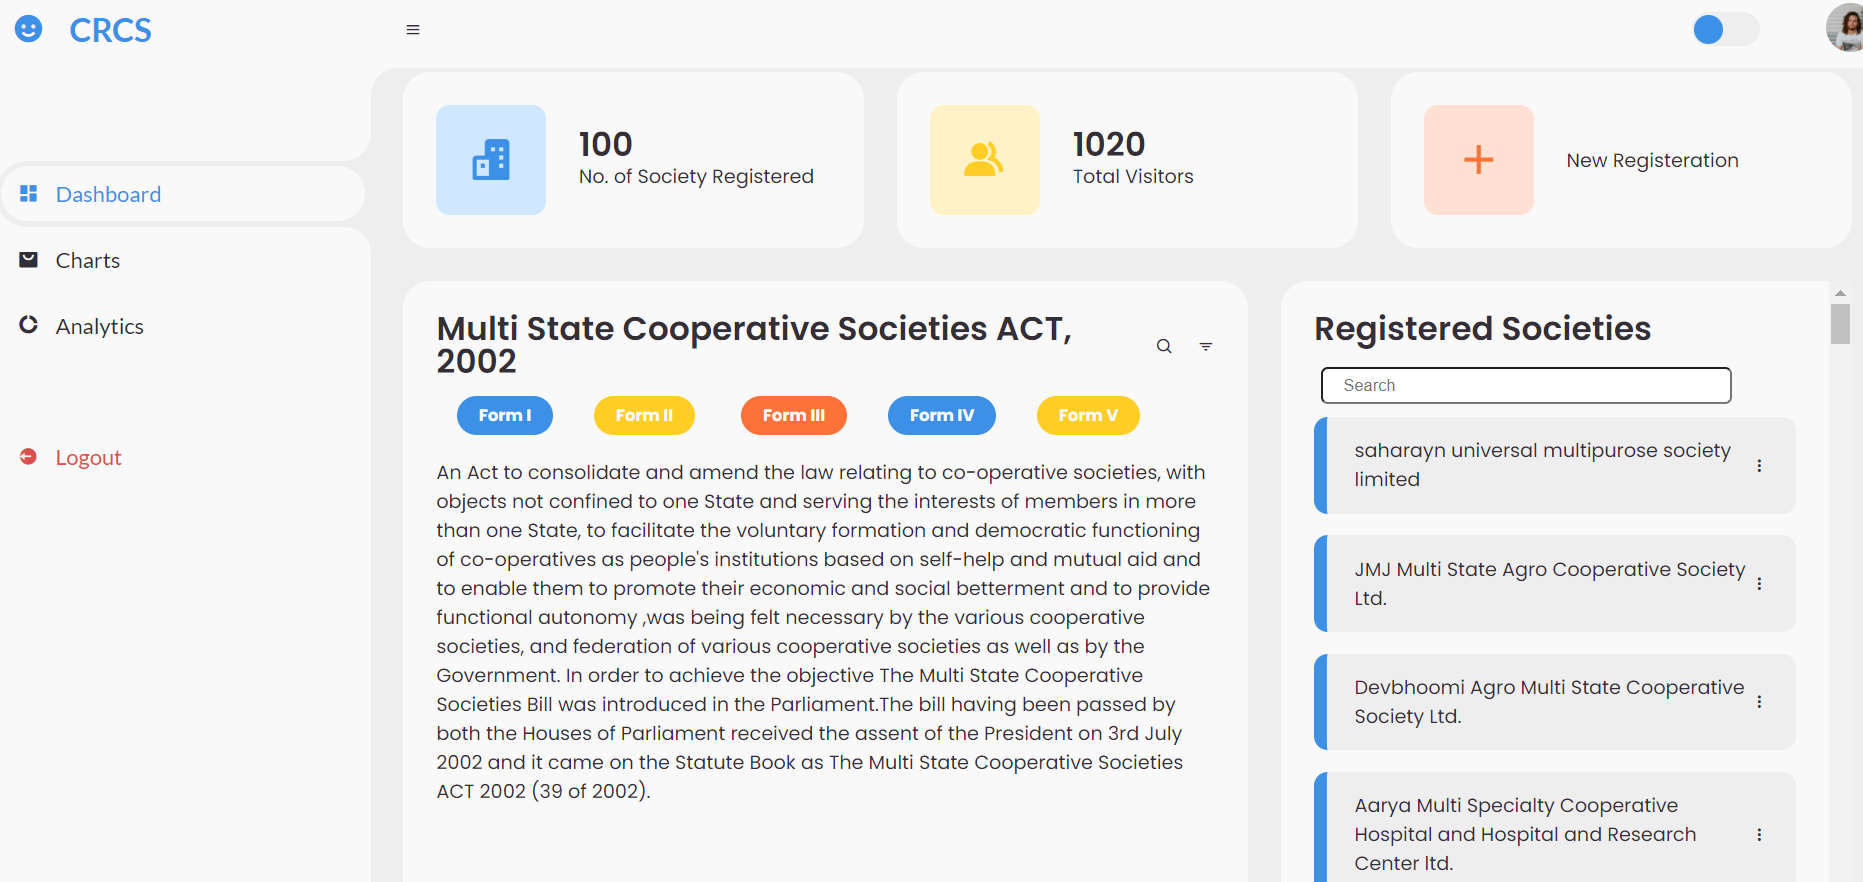 CRCS
Dashboard
Charts
Analytics
Logout
100
No. of Society Registered
1020
Total Visitors
New Registeration
Multi State Cooperative Societies ACT,
2002
Form I
Form II
Form III
Form IV
Form V
An Act to consolidate and amend the law relating to co-operative societies, with
objects not confined to one State and serving the interests of members in more
than one State, to facilitate the voluntary formation and democratic functioning
of co-operatives as people's institutions based on self-help and mutual aid and
to enable them to promote their economic and social betterment and to provide
functional autonomy ,was being felt necessary by the various cooperative
societies, and federation of various cooperative societies as well as by the
Government. In order to achieve the objective The Multi State Cooperative
Societies Bill was introduced in the Parliament.The bill having been passed by
both the Houses of Parliament received the assent of the President on 3rd July
2002 and it came on the Statute Book as The Multi State Cooperative Societies
ACT 2002 (39 of 2002).
Registered Societies
Search
saharayn universal multipurose society
limited
JMJ Multi State Agro Cooperative Society
Ltd.
Devbhoomi Agro Multi State Cooperative
Society Ltd.
Aarya Multi Specialty Cooperative
Hospital and Hospital and Research
Center ltd.